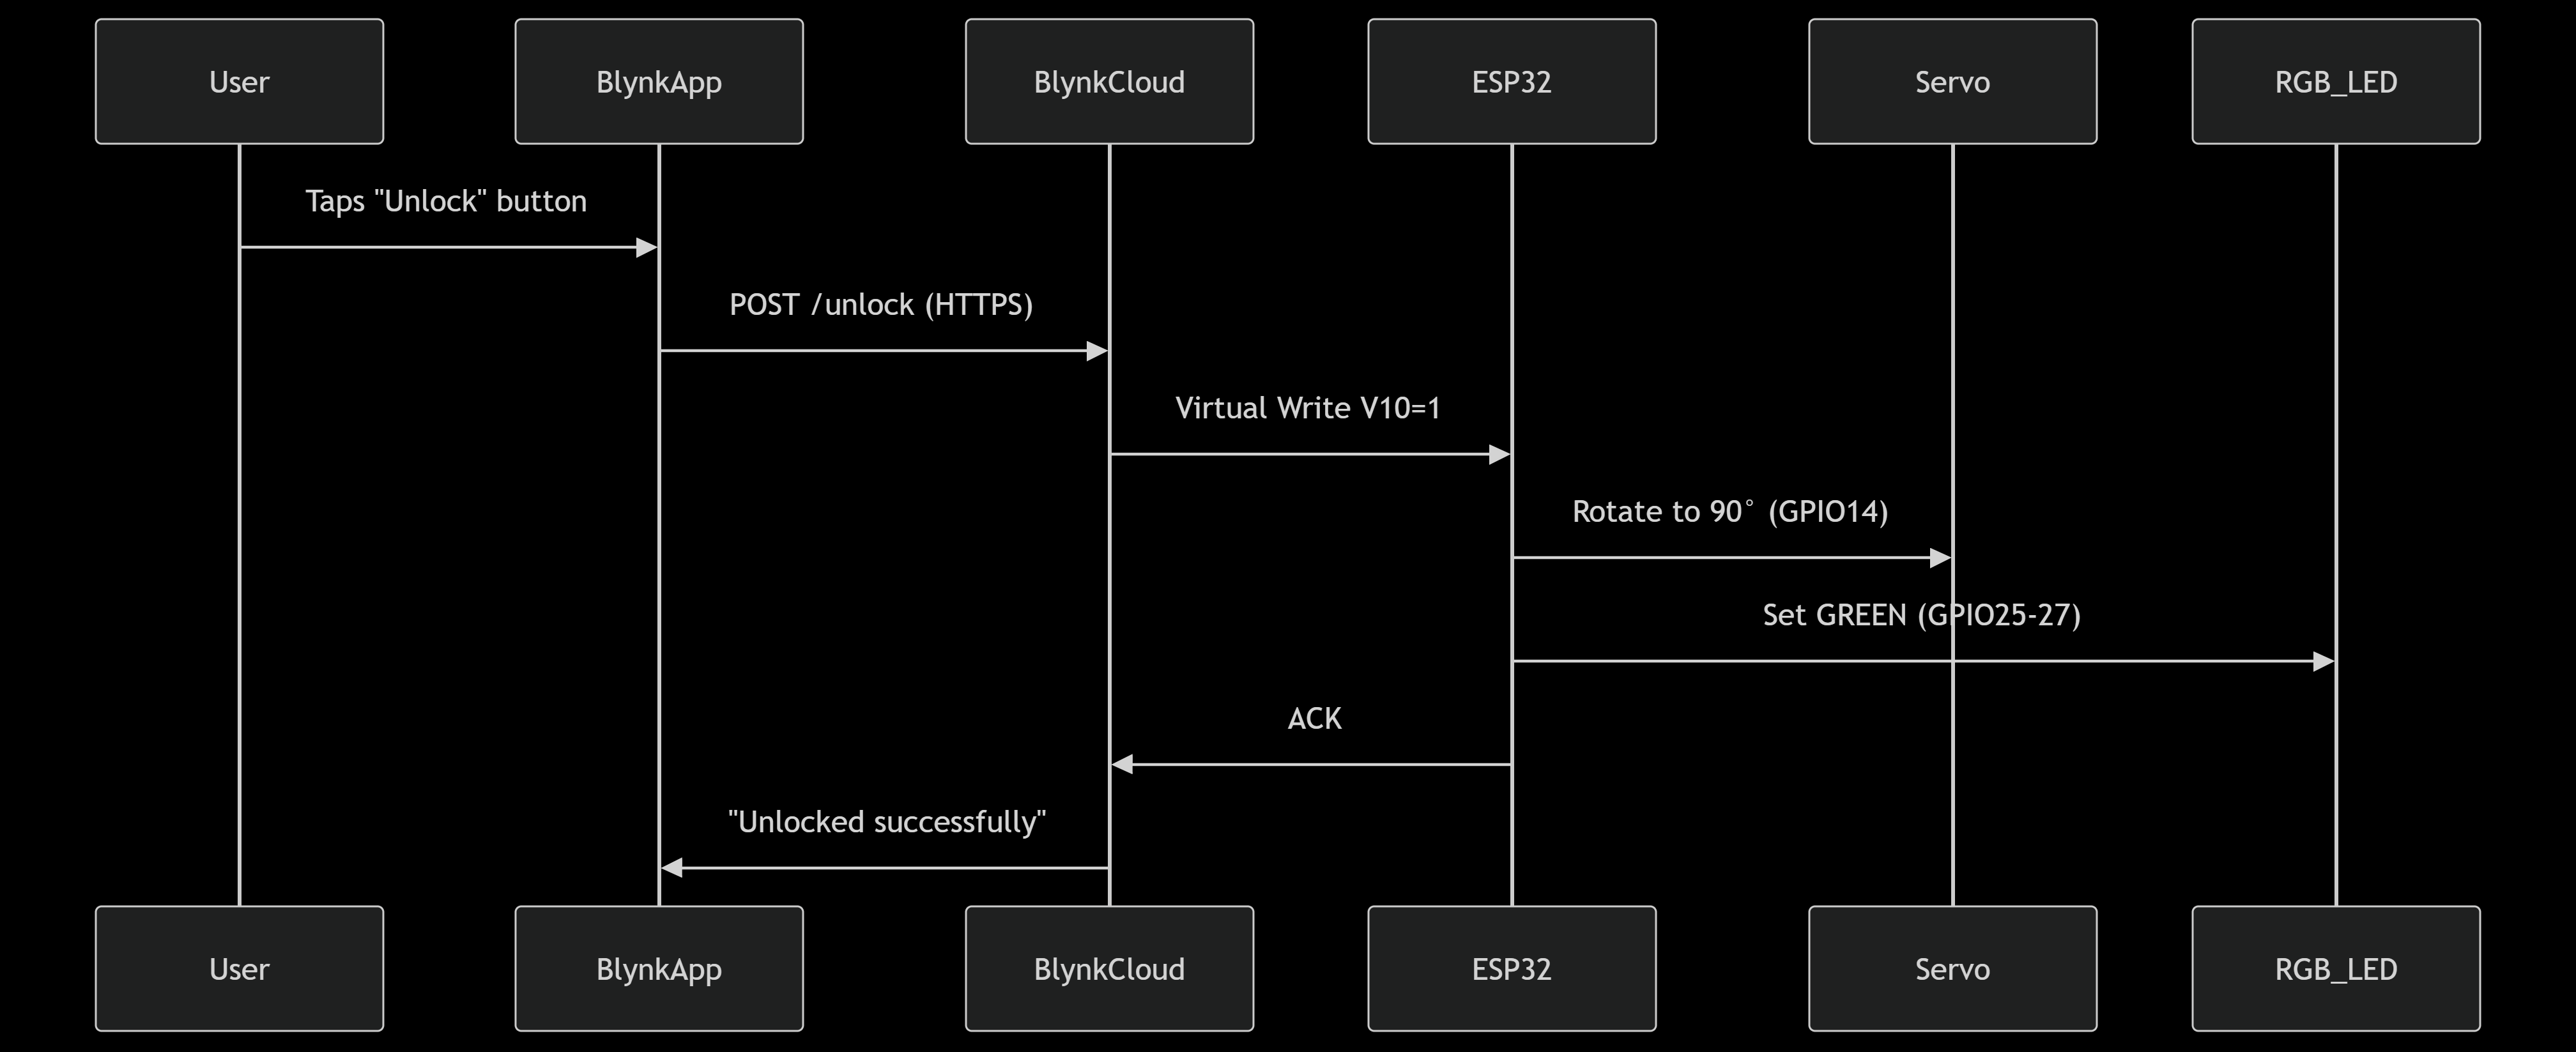 User
BlynkApp
BlynkCloud
ESP32
Servo
RGB_LED
Taps "Unlock" button
POST /unlock (HTTPS)
Virtual Write V10=1
Rotate to 90° (GPIO14)
Set GREEN (GPIO25-27)
ACK
"Unlocked successfully"
User
BlynkApp
BlynkCloud
ESP32
Servo
RGB_LED